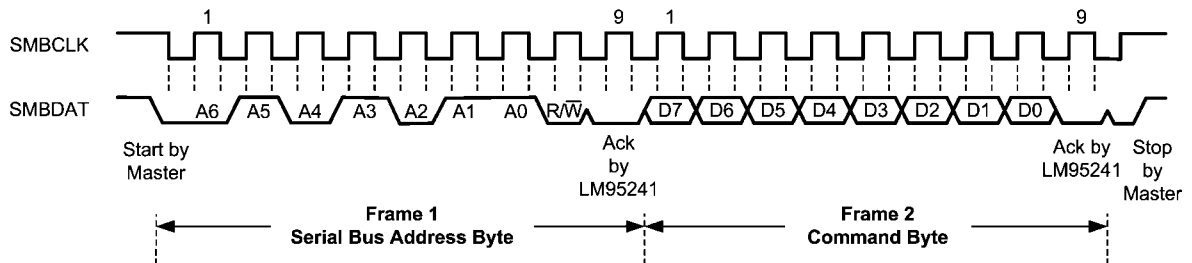 1 9 1 9
SMBCLK
SMBDAT A6 A5 A4 A3 A2 A1 A0 R/W̅ D7 D6 D5 D4 D3 D2 D1 D0
Start by
Master
Ack
by
LM95241
Ack by
LM95241
Stop
by
Master
Frame 1
Serial Bus Address Byte
Frame 2
Command Byte